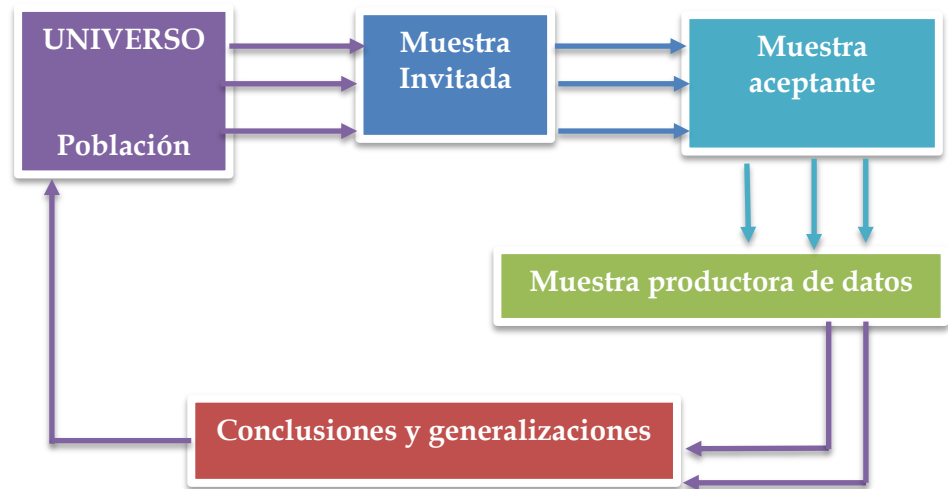 UNIVERSO
Población
Muestra
Invitada
Muestra
aceptante
Muestra productora de datos
Conclusiones y generalizaciones